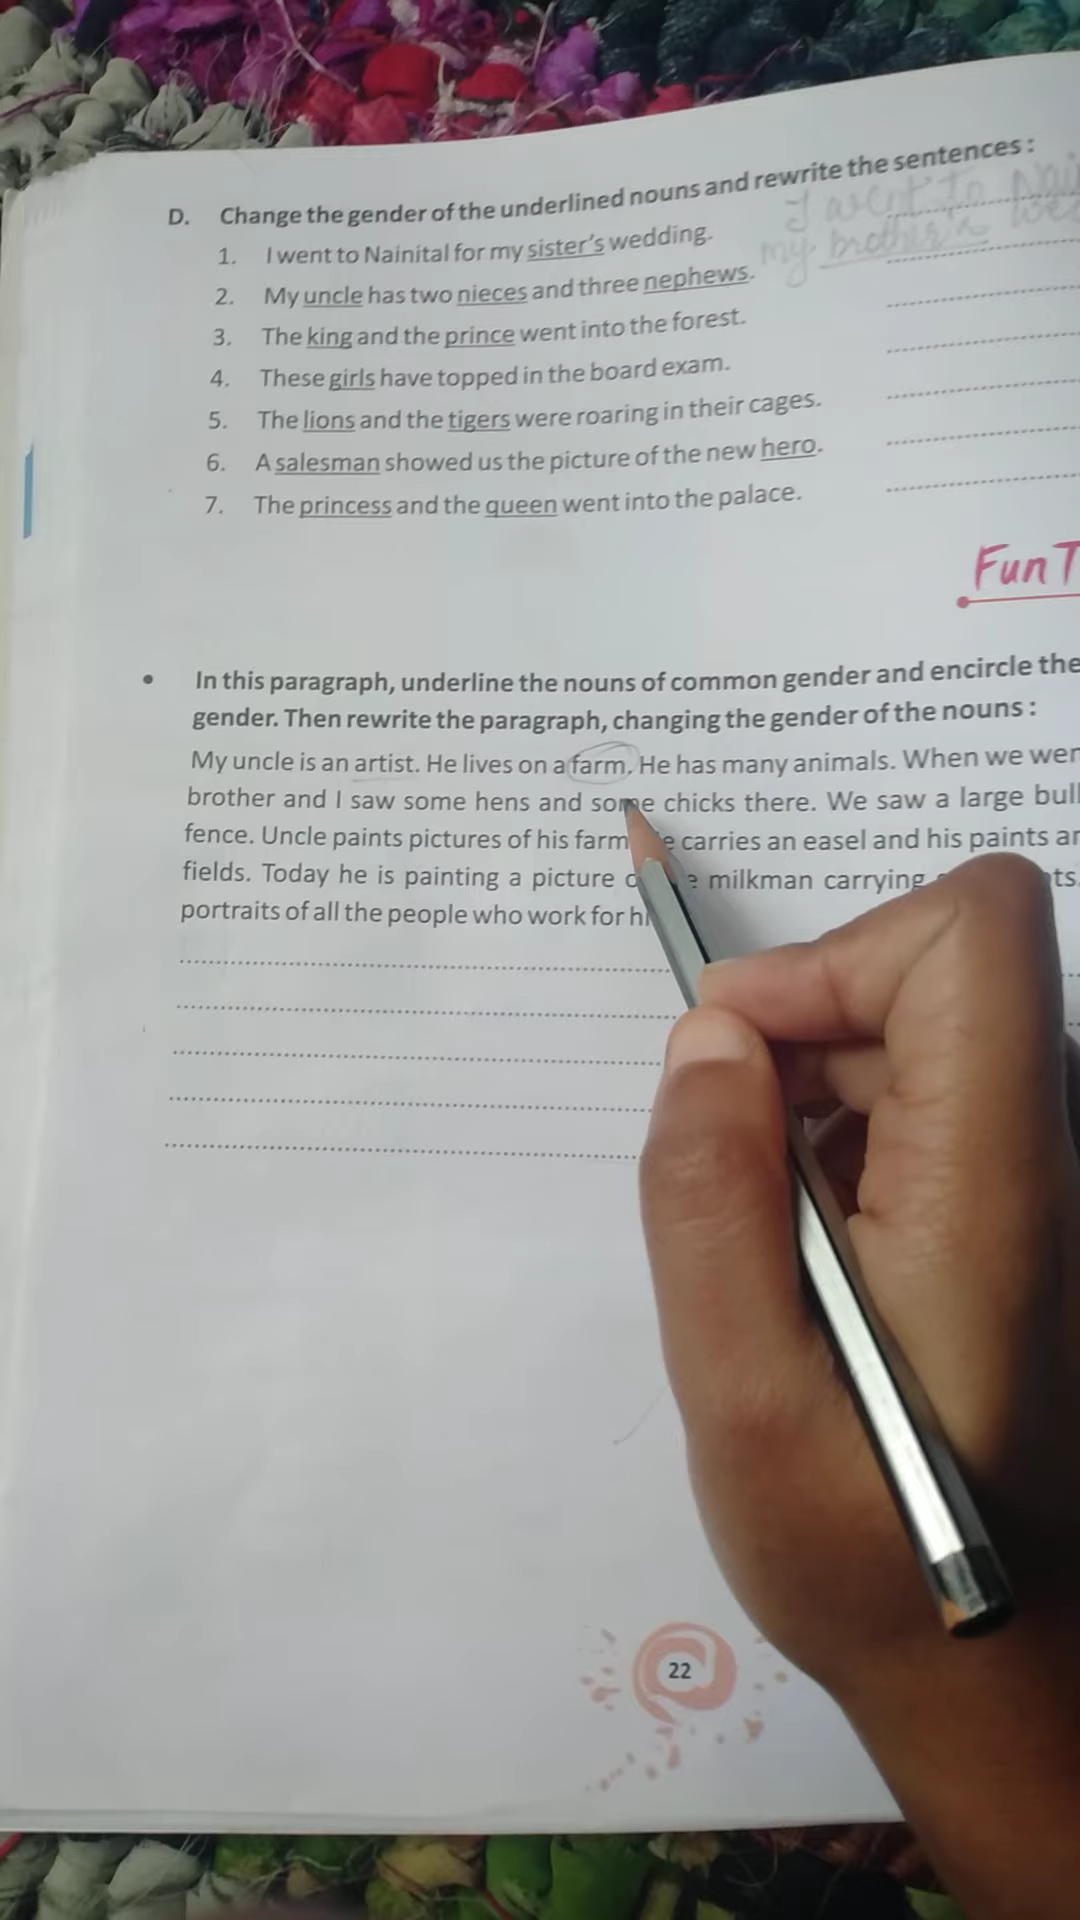 D. Change the gender of the underlined nouns and rewrite the sentences :
I went to Nai
1. I went to Nainital for my sister's wedding.
my brother's
2. My uncle has two nieces and three nephews.
3. The king and the prince went into the forest.
4. These girls have topped in the board exam.
5. The lions and the tigers were roaring in their cages.
6. A salesman showed us the picture of the new hero.
7. The princess and the queen went into the palace.
Fun T
• In this paragraph, underline the nouns of common gender and encircle the
gender. Then rewrite the paragraph, changing the gender of the nouns :
My uncle is an artist. He lives on a farm. He has many animals. When we wen
brother and I saw some hens and some chicks there. We saw a large bull
fence. Uncle paints pictures of his farm carries an easel and his paints
fields. Today he is painting a picture milkman carrying
portraits of all the people who work for
22